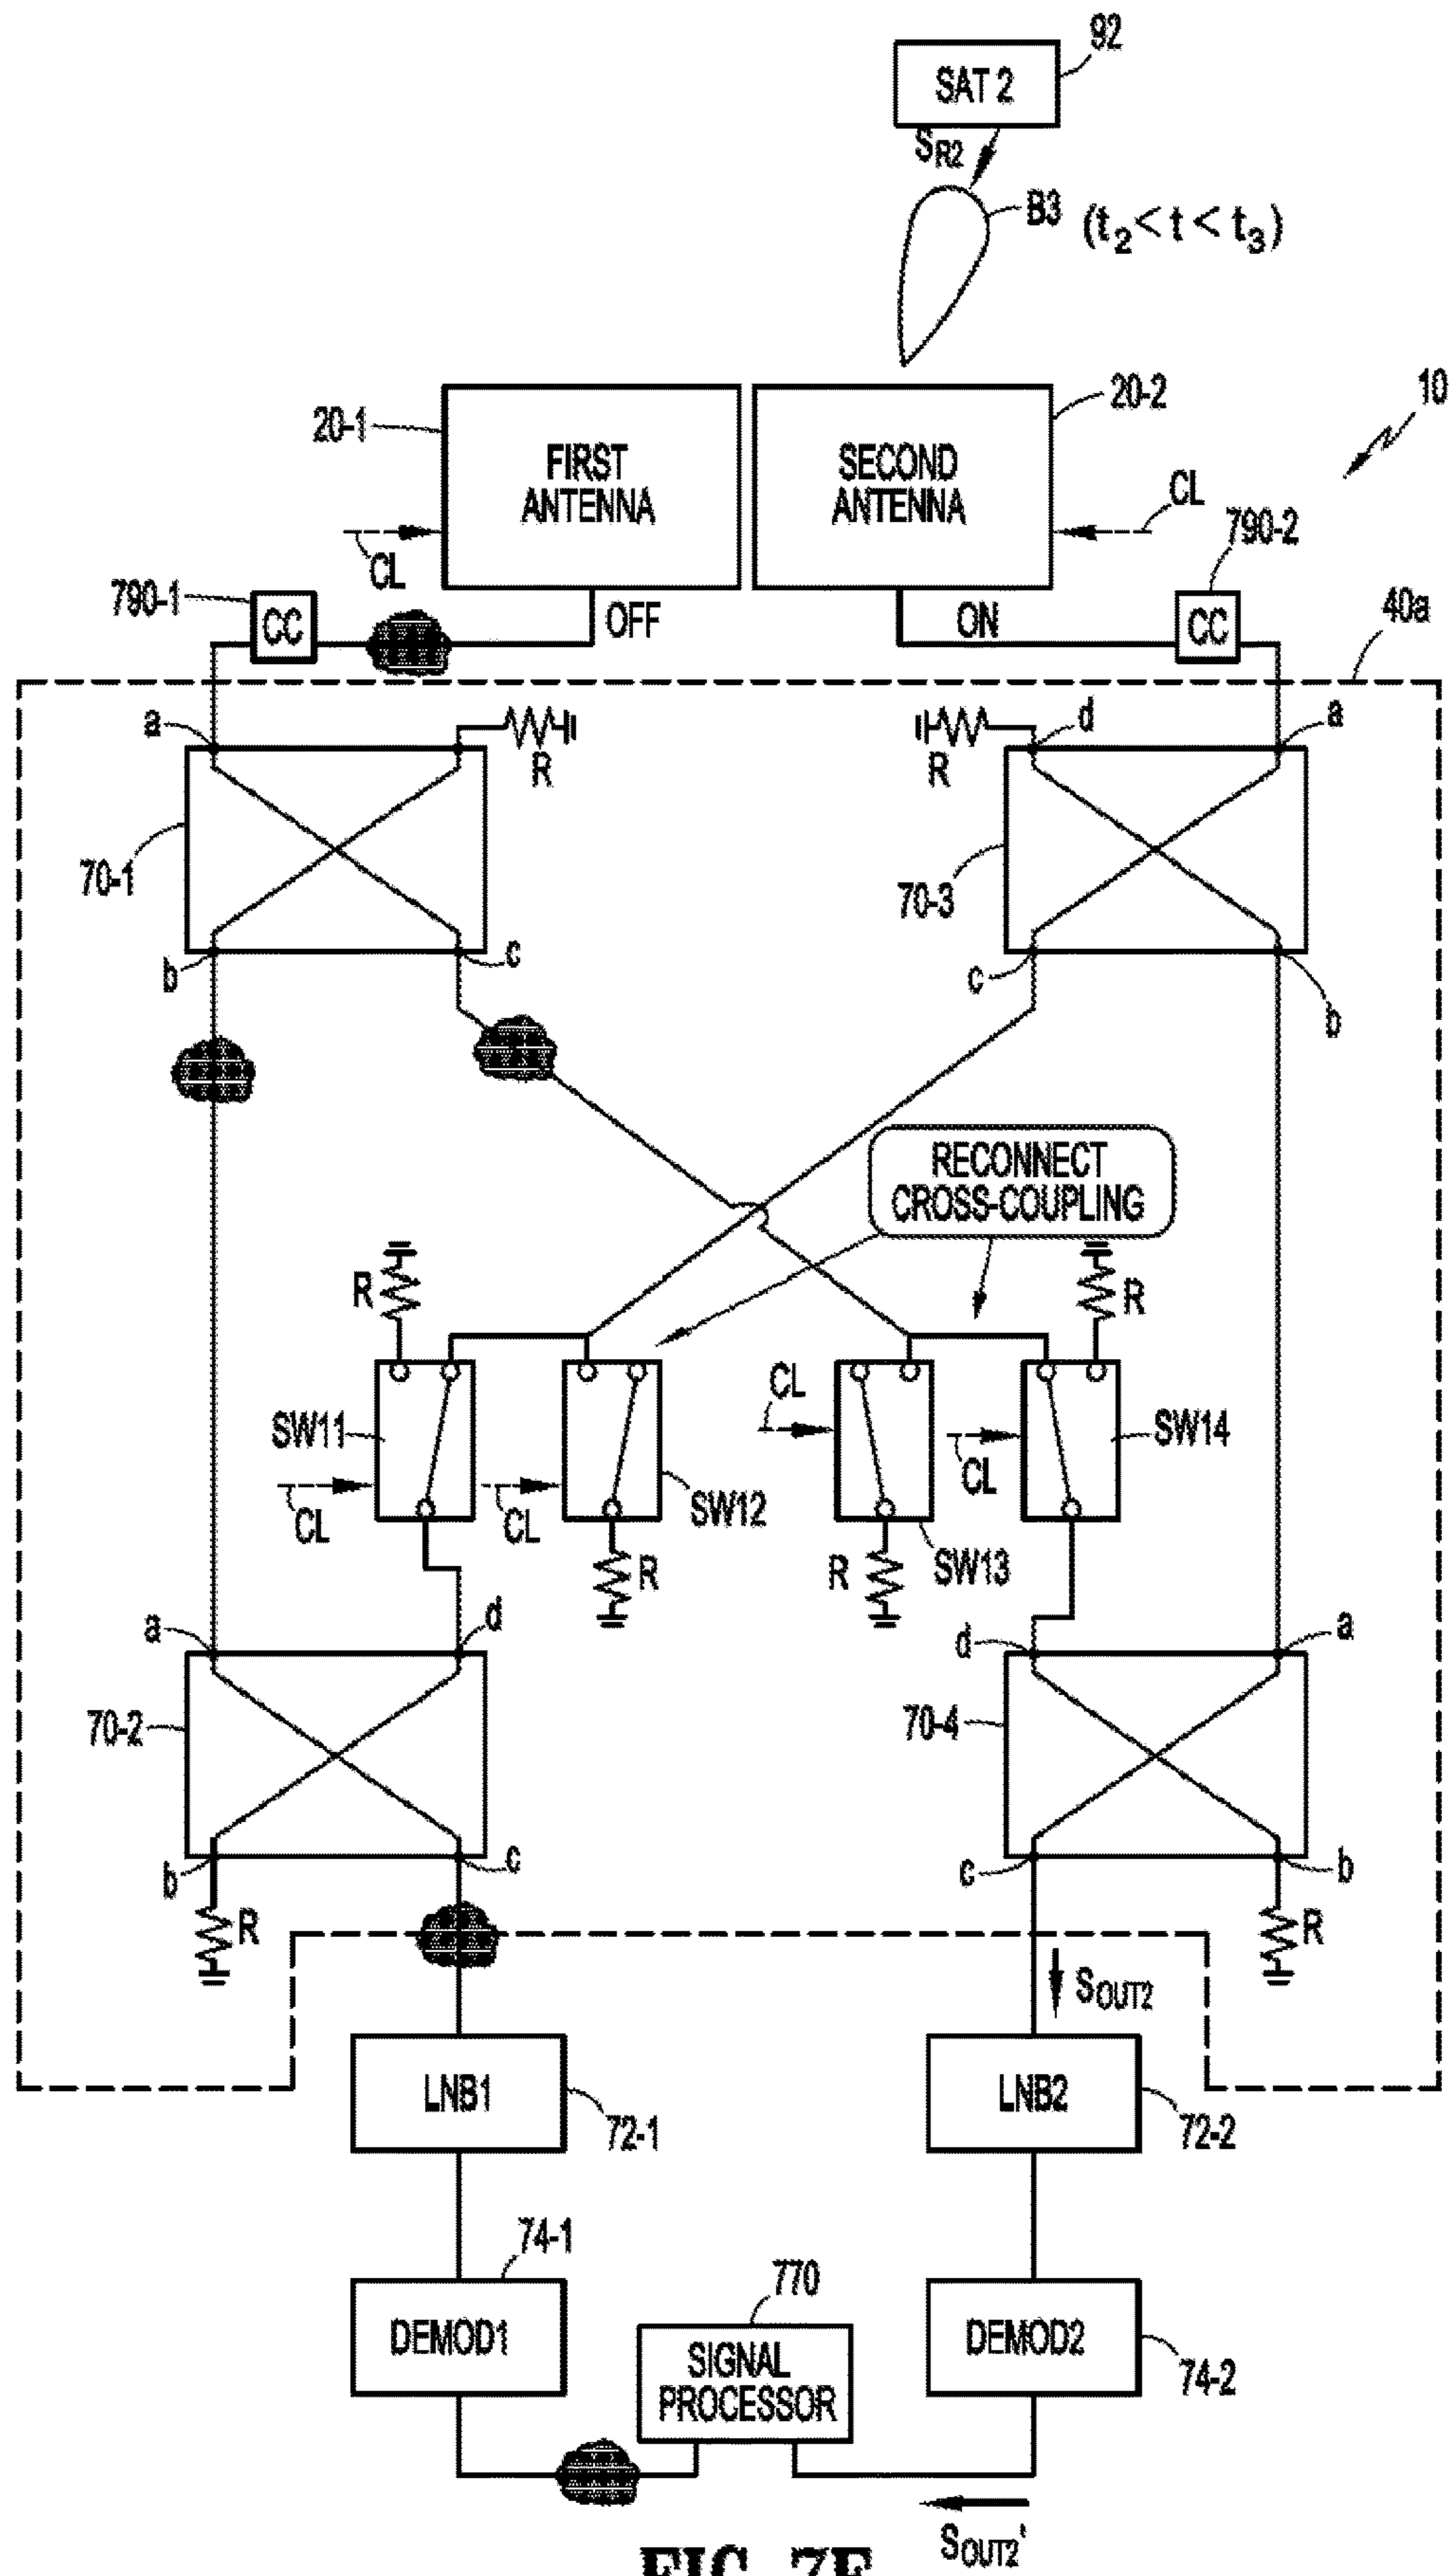 92
SAT 2
S_R2
B3 (t2 < t < t3)
10
20-1
20-2
FIRST
ANTENNA
SECOND
ANTENNA
CL
CL
790-1
790-2
CC
OFF
ON
CC
40a
a
R
R
d
a
70-1
70-3
b
c
c
b
RECONNECT
CROSS-COUPLING
R
R
SW11
CL
SW12
CL
CL
SW13
CL
SW14
R
R
a
d
d
a
70-2
70-4
b
c
c
b
R
R
S_OUT2
LNB1
72-1
LNB2
72-2
74-1
DEMOD1
770
SIGNAL
PROCESSOR
DEMOD2
74-2
S_OUT2'